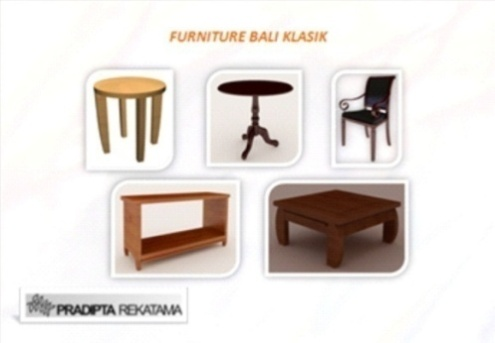 FURNITURE BALI KLASIK
PRADIPTA REKATAMA